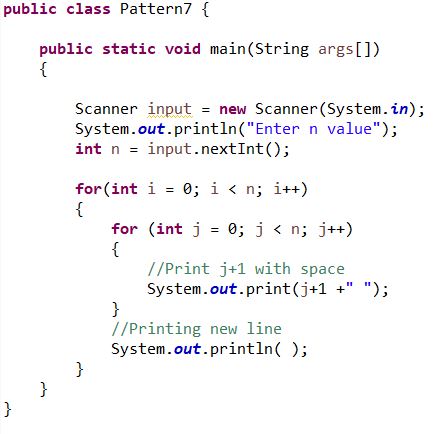 public class Pattern7 {
public static void main(String args[])
{
Scanner input = new Scanner(System.in);
System.out.println("Enter n value");
int n = input.nextInt();
for(int i = 0; i < n; i++)
{
for (int j = 0; j < n; j++)
{
//Print j+1 with space
System.out.print(j+1 +" ");
}
//Printing new line
System.out.println( );
}
}
}